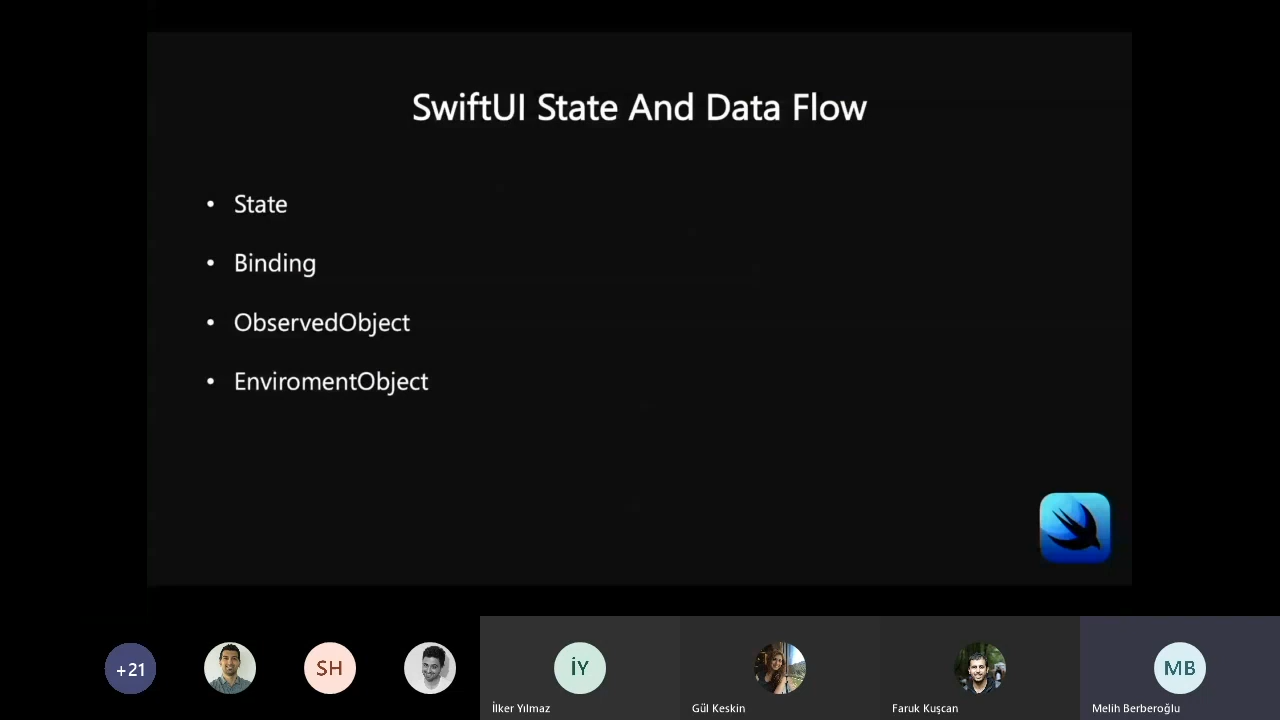 SwiftUI State And Data Flow
• State
• Binding
• ObservedObject
• EnviromentObject
+21
SH
İY
MB
İlker Yılmaz
Gül Keskin
Faruk Kuşcan
Melih Berberoğlu